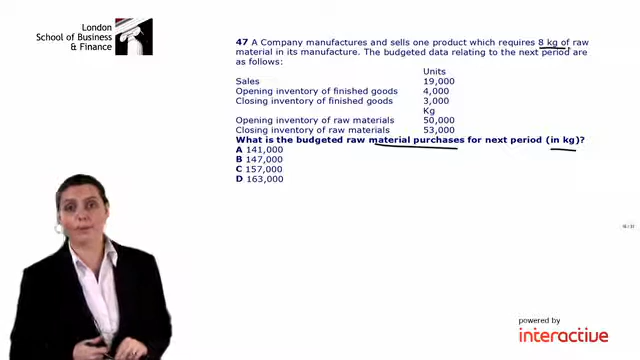 London
School of Business
& Finance
47 A Company manufactures and sells one product which requires 8 kg of raw
material in its manufacture. The budgeted data relating to the next period are
as follows:
Units
Sales 19,000
Opening inventory of finished goods 4,000
Closing inventory of finished goods 3,000
Kg
Opening inventory of raw materials 50,000
Closing inventory of raw materials 53,000
What is the budgeted raw material purchases for next period (in kg)?
A 141,000
B 147,000
C 157,000
D 163,000
powered by
interactive